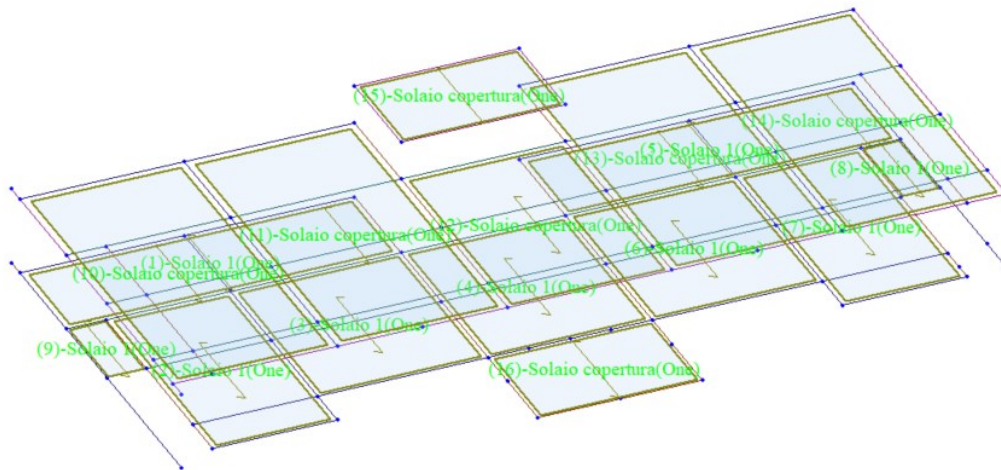 (15)-Solaio copertura(One)
(14)-Solaio copertura(One)
(5)-Solaio 1(One)
(13)-Solaio copertura(One)
(8)-Solaio 1(One)
(12)-Solaio copertura(One)
(7)-Solaio 1(One)
(11)-Solaio copertura(One)
(6)-Solaio 1(One)
(1)-Solaio 1(One)
(10)-Solaio copertura(One)
(4)-Solaio 1(One)
(3)-Solaio 1(One)
(9)-Solaio 1(One)
(2)-Solaio 1(One)
(16)-Solaio copertura(One)